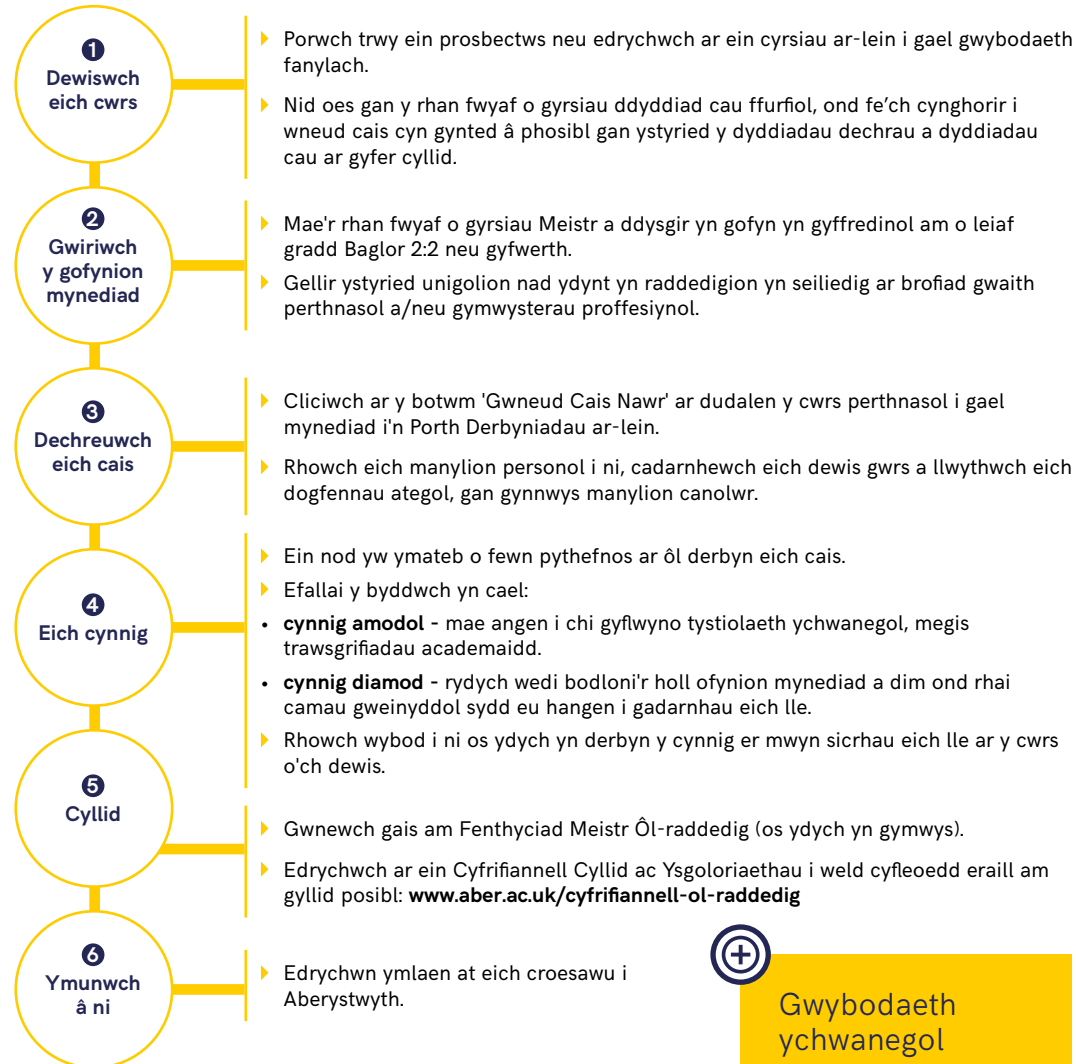 ❶
Dewiswch
eich cwrs
Porwch trwy ein prosbectws neu edrychwch ar ein cyrsiau ar-lein i gael gwybodaeth
fanylach.
Nid oes gan y rhan fwyaf o gyrsiau ddyddiad cau ffurfiol, ond fe’ch cynghorir i
wneud cais cyn gynted â phosibl gan ystyried y dyddiadau dechrau a dyddiadau
cau ar gyfer cyllid.
❷
Gwiriwch
y gofynion
mynediad
Mae'r rhan fwyaf o gyrsiau Meistr a ddysgir yn gofyn yn gyffredinol am o leiaf
gradd Baglor 2:2 neu gyfwerth.
Gellir ystyried unigolion nad ydynt yn raddedigion yn seiliedig ar brofiad gwaith
perthnasol a/neu gymwysterau proffesiynol.
❸
Dechreuwch
eich cais
Cliciwch ar y botwm 'Gwneud Cais Nawr' ar dudalen y cwrs perthnasol i gael
mynediad i'n Porth Derbyniadau ar-lein.
Rhowch eich manylion personol i ni, cadarnhewch eich dewis gwrs a llwythwch eich
dogfennau ategol, gan gynnwys manylion canolwr.
❹
Eich cynnig
Ein nod yw ymateb o fewn pythefnos ar ôl derbyn eich cais.
Efallai y byddwch yn cael:
• cynnig amodol - mae angen i chi gyflwyno tystiolaeth ychwanegol, megis
trawsgrifiadau academaidd.
• cynnig diamod - rydych wedi bodloni'r holl ofynion mynediad a dim ond rhai
camau gweinyddol sydd eu hangen i gadarnhau eich lle.
Rhowch wybod i ni os ydych yn derbyn y cynnig er mwyn sicrhau eich lle ar y cwrs
o'ch dewis.
❺
Cyllid
Gwnewch gais am Fenthyciad Meistr Ôl-raddedig (os ydych yn gymwys).
Edrychwch ar ein Cyfrifiannell Cyllid ac Ysgoloriaethau i weld cyfleoedd eraill am
gyllid posibl: www.aber.ac.uk/cyfrifiannell-ol-raddedig
❻
Ymunwch
â ni
Edrychwn ymlaen at eich croesawu i
Aberystwyth.
Gwybodaeth
ychwanegol